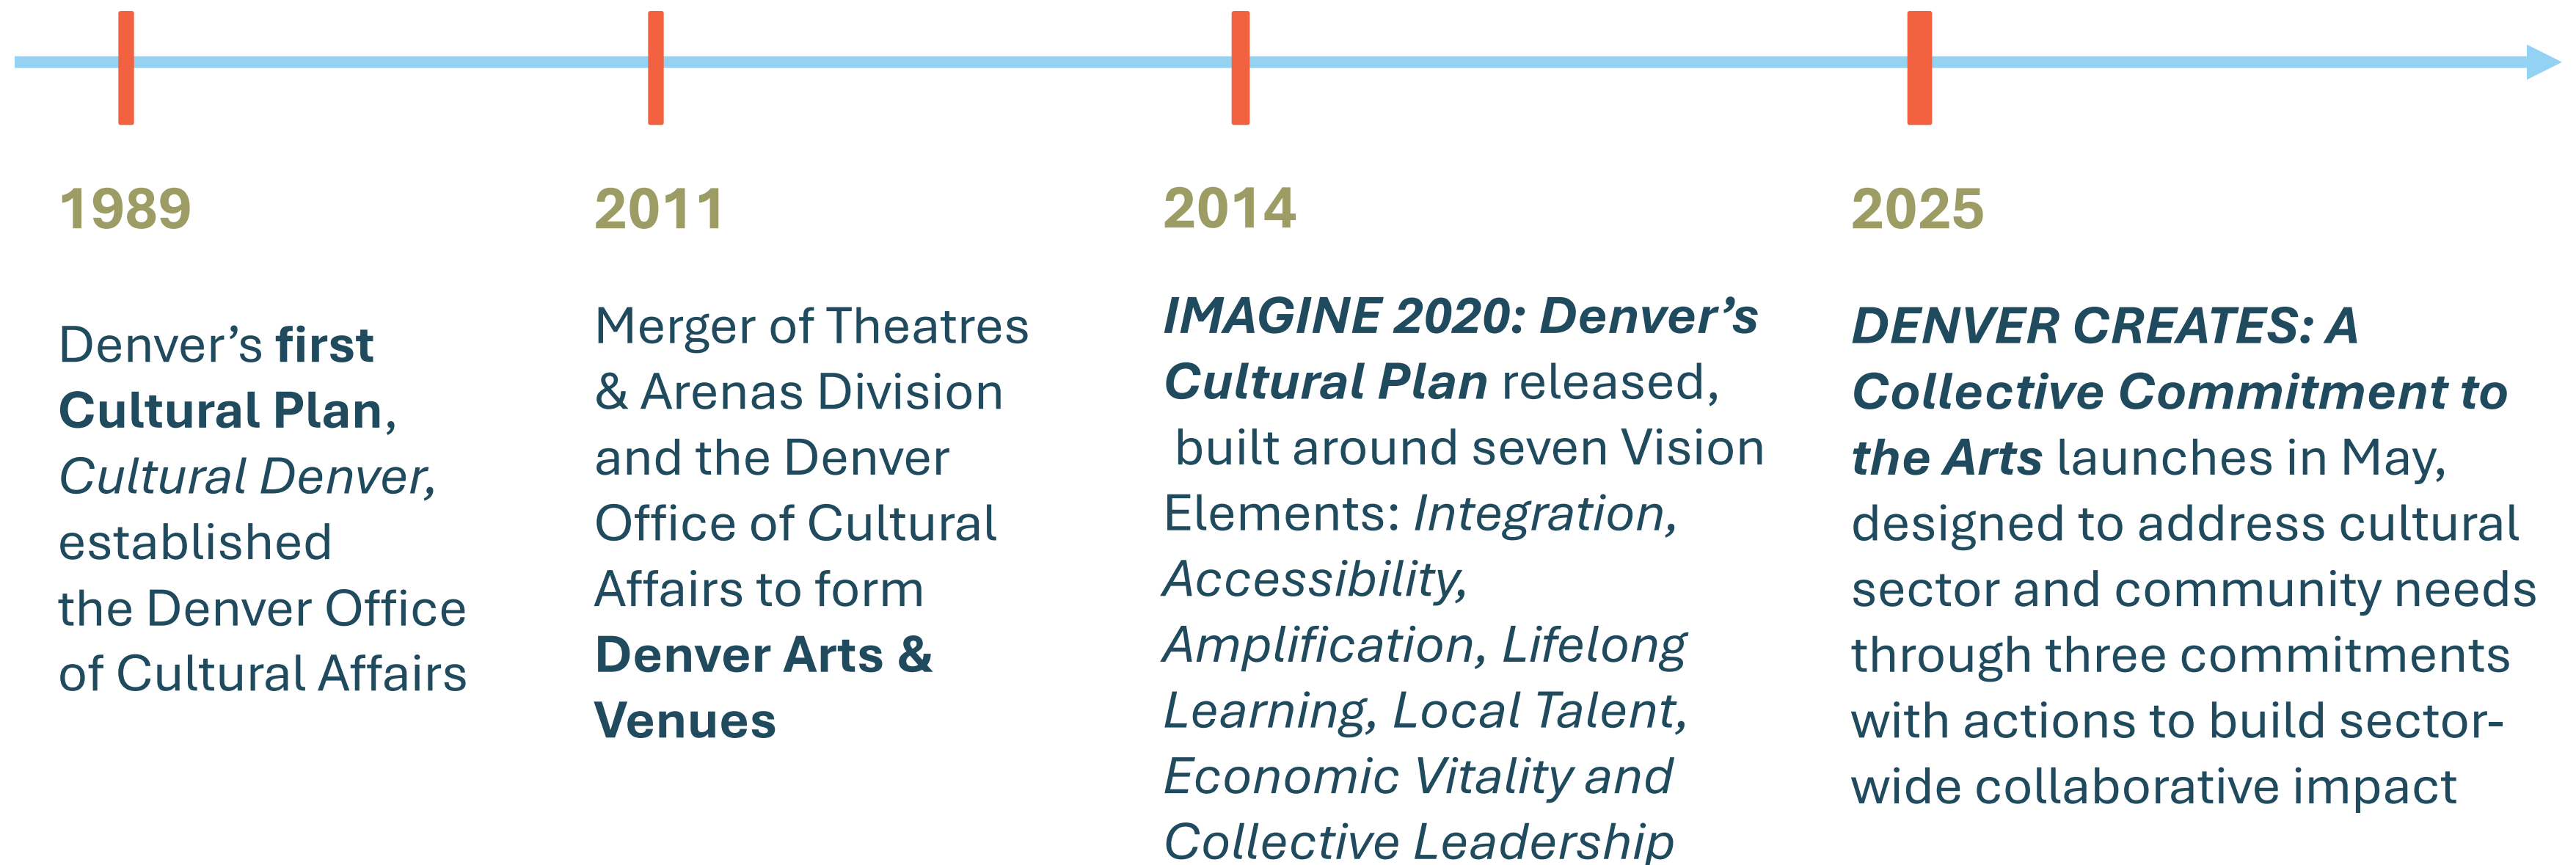 1989
Denver’s first
Cultural Plan,
Cultural Denver,
established
the Denver Office
of Cultural Affairs
2011
Merger of Theatres
& Arenas Division
and the Denver
Office of Cultural
Affairs to form
Denver Arts &
Venues
2014
IMAGINE 2020: Denver’s
Cultural Plan released,
built around seven Vision
Elements: Integration,
Accessibility,
Amplification, Lifelong
Learning, Local Talent,
Economic Vitality and
Collective Leadership
2025
DENVER CREATES: A
Collective Commitment to
the Arts launches in May,
designed to address cultural
sector and community needs
through three commitments
with actions to build sector-
wide collaborative impact